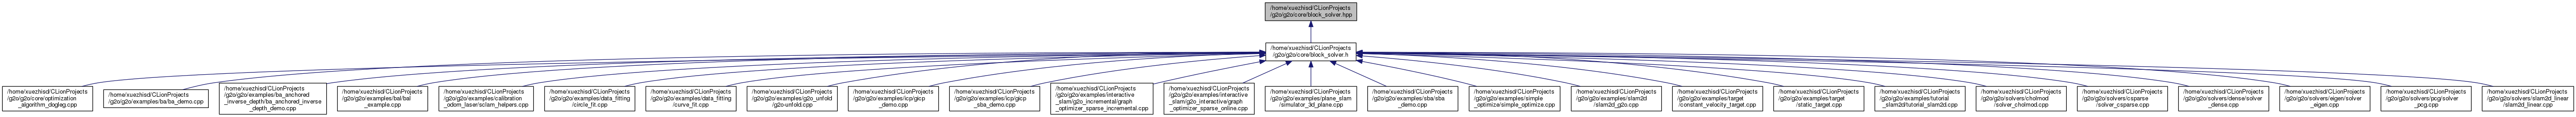 /home/xuezhisd/CLionProjects
/g2o/g2o/core/block_solver.hpp
/home/xuezhisd/CLionProjects
/g2o/g2o/core/block_solver.h
/home/xuezhisd/CLionProjects
/g2o/g2o/core/optimization
_algorithm_dogleg.cpp
/home/xuezhisd/CLionProjects
/g2o/g2o/examples/ba/ba_demo.cpp
/home/xuezhisd/CLionProjects
/g2o/g2o/examples/ba_anchored
_inverse_depth/ba_anchored_inverse
_depth_demo.cpp
/home/xuezhisd/CLionProjects
/g2o/g2o/examples/bal/bal
_example.cpp
/home/xuezhisd/CLionProjects
/g2o/g2o/examples/calibration
_odom_laser/sclam_helpers.cpp
/home/xuezhisd/CLionProjects
/g2o/g2o/examples/data_fitting
/circle_fit.cpp
/home/xuezhisd/CLionProjects
/g2o/g2o/examples/data_fitting
/curve_fit.cpp
/home/xuezhisd/CLionProjects
/g2o/g2o/examples/g2o_unfold
/g2o-unfold.cpp
/home/xuezhisd/CLionProjects
/g2o/g2o/examples/icp/gicp
_demo.cpp
/home/xuezhisd/CLionProjects
/g2o/g2o/examples/icp/gicp
_sba_demo.cpp
/home/xuezhisd/CLionProjects
/g2o/g2o/examples/interactive
_slam/g2o_incremental/graph
_optimizer_sparse_incremental.cpp
/home/xuezhisd/CLionProjects
/g2o/g2o/examples/interactive
_slam/g2o_interactive/graph
_optimizer_sparse_online.cpp
/home/xuezhisd/CLionProjects
/g2o/g2o/examples/plane_slam
/simulator_3d_plane.cpp
/home/xuezhisd/CLionProjects
/g2o/g2o/examples/sba/sba
_demo.cpp
/home/xuezhisd/CLionProjects
/g2o/g2o/examples/simple
_optimize/simple_optimize.cpp
/home/xuezhisd/CLionProjects
/g2o/g2o/examples/slam2d
/slam2d_g2o.cpp
/home/xuezhisd/CLionProjects
/g2o/g2o/examples/target
/constant_velocity_target.cpp
/home/xuezhisd/CLionProjects
/g2o/g2o/examples/target
/static_target.cpp
/home/xuezhisd/CLionProjects
/g2o/g2o/examples/tutorial
_slam2d/tutorial_slam2d.cpp
/home/xuezhisd/CLionProjects
/g2o/g2o/solvers/cholmod
/solver_cholmod.cpp
/home/xuezhisd/CLionProjects
/g2o/g2o/solvers/csparse
/solver_csparse.cpp
/home/xuezhisd/CLionProjects
/g2o/g2o/solvers/dense/solver
_dense.cpp
/home/xuezhisd/CLionProjects
/g2o/g2o/solvers/eigen/solver
_eigen.cpp
/home/xuezhisd/CLionProjects
/g2o/g2o/solvers/pcg/solver
_pcg.cpp
/home/xuezhisd/CLionProjects
/g2o/g2o/solvers/slam2d_linear
/slam2d_linear.cpp